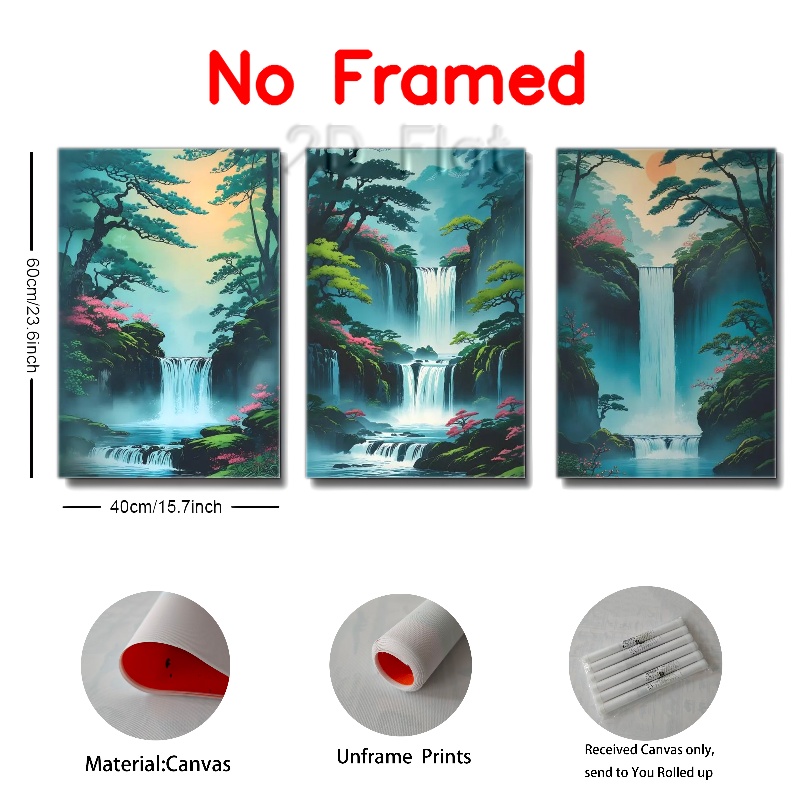 No Framed
2D Flat
60cm/23.6inch
40cm/15.7inch
Material:Canvas
Unframe Prints
Received Canvas only,
send to You Rolled up